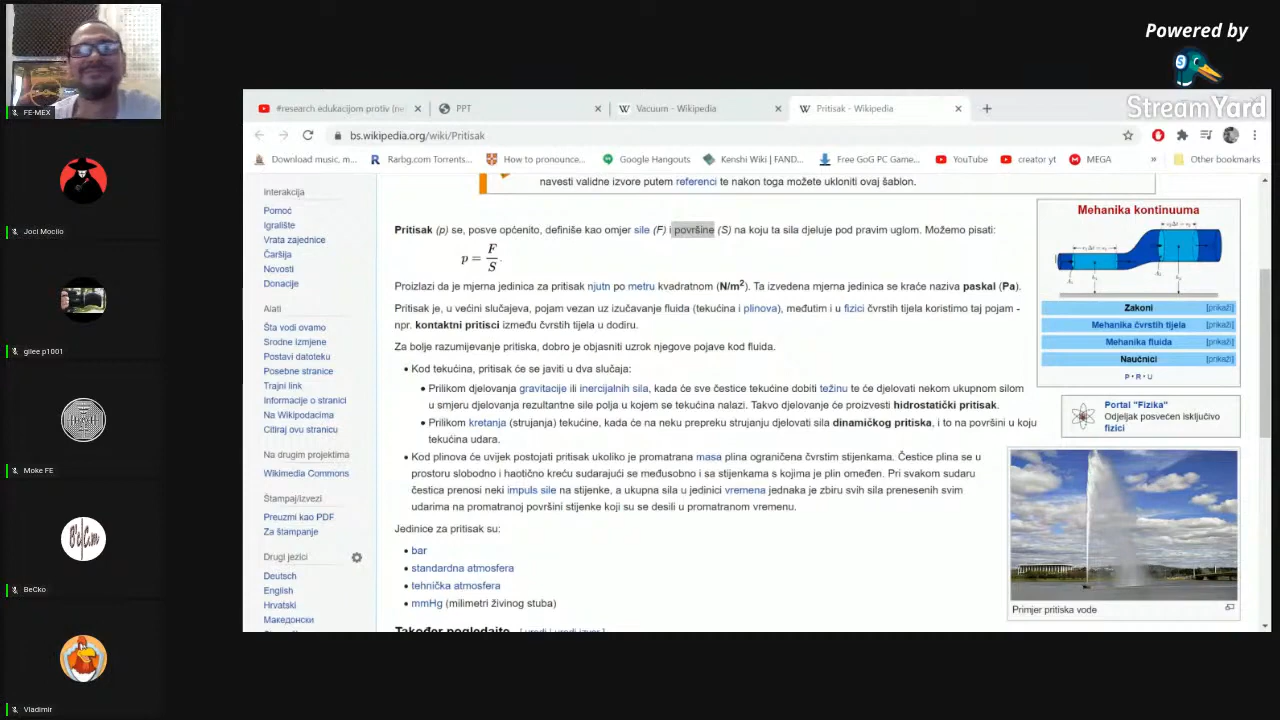 Powered by
StreamYard
FE-MEX
Joci Mocilo
gilee p1001
Moke FE
BeCko
Vladimir
#research edukacijom protiv (ne
PPT
Vacuum - Wikipedia
Pritisak - Wikipedia
bs.wikipedia.org/wiki/Pritisak
Download music, m...
Rarbg.com Torrents...
How to pronounce...
Google Hangouts
Kenshi Wiki | FAND...
Free GoG PC Game...
YouTube
creator yt
MEGA
»
Other bookmarks
Interakcija
Pomoć
Igralište
Vrata zajednice
Čaršija
Novosti
Donacije
Alati
Šta vodi ovamo
Srodne izmjene
Postavi datoteku
Posebne stranice
Trajni link
Informacije o stranici
Na Wikipodacima
Citiraj ovu stranicu
Na drugim projektima
Wikimedia Commons
Štampaj/izvezi
Preuzmi kao PDF
Za štampanje
Drugi jezici
Deutsch
English
Hrvatski
Македонски
navesti validne izvore putem referenci te nakon toga možete ukloniti ovaj šablon.
Pritisak (p) se, posve općenito, definiše kao omjer sile (F) i površine (S) na koju ta sila djeluje pod pravim uglom. Možemo pisati:
p = F/S.
Proizlazi da je mjerna jedinica za pritisak njutn po metru kvadratnom (N/m²). Ta izvedena mjerna jedinica se kraće naziva paskal (Pa).
Pritisak je, u većini slučajeva, pojam vezan uz izučavanje fluida (tekućina i plinova), međutim i u fizici čvrstih tijela koristimo taj pojam -
npr. kontaktni pritisci između čvrstih tijela u dodiru.
Za bolje razumijevanje pritiska, dobro je objasniti uzrok njegove pojave kod fluida.
• Kod tekućina, pritisak će se javiti u dva slučaja:
• Prilikom djelovanja gravitacije ili inercijalnih sila, kada će sve čestice tekućine dobiti težinu te će djelovati nekom ukupnom silom
u smjeru djelovanja rezultantne sile polja u kojem se tekućina nalazi. Takvo djelovanje će proizvesti hidrostatički pritisak.
• Prilikom kretanja (strujanja) tekućine, kada će na neku prepreku strujanju djelovati sila dinamičkog pritiska, i to na površini u koju
tekućina udara.
• Kod plinova će uvijek postojati pritisak ukoliko je promatrana masa plina ograničena čvrstim stijenkama. Čestice plina se u
prostoru slobodno i haotično kreću sudarajući se međusobno i sa stijenkama s kojima je plin omeđen. Pri svakom sudaru
čestica prenosi neki impuls sile na stijenke, a ukupna sila u jedinici vremena jednaka je zbiru svih sila prenesenih svim
udarima na promatranoj površini stijenke koji su se desili u promatranom vremenu.
Jedinice za pritisak su:
• bar
• standardna atmosfera
• tehnička atmosfera
• mmHg (milimetri živinog stuba)
Također pogledajte [ uredi | uredi izvor ]
Mehanika kontinuuma
Zakoni [prikaži]
Mehanika čvrstih tijela [prikaži]
Mehanika fluida [prikaži]
Naučnici [prikaži]
P • R • U
Portal "Fizika"
Odjeljak posvećen isključivo
fizici
Primjer pritiska vode